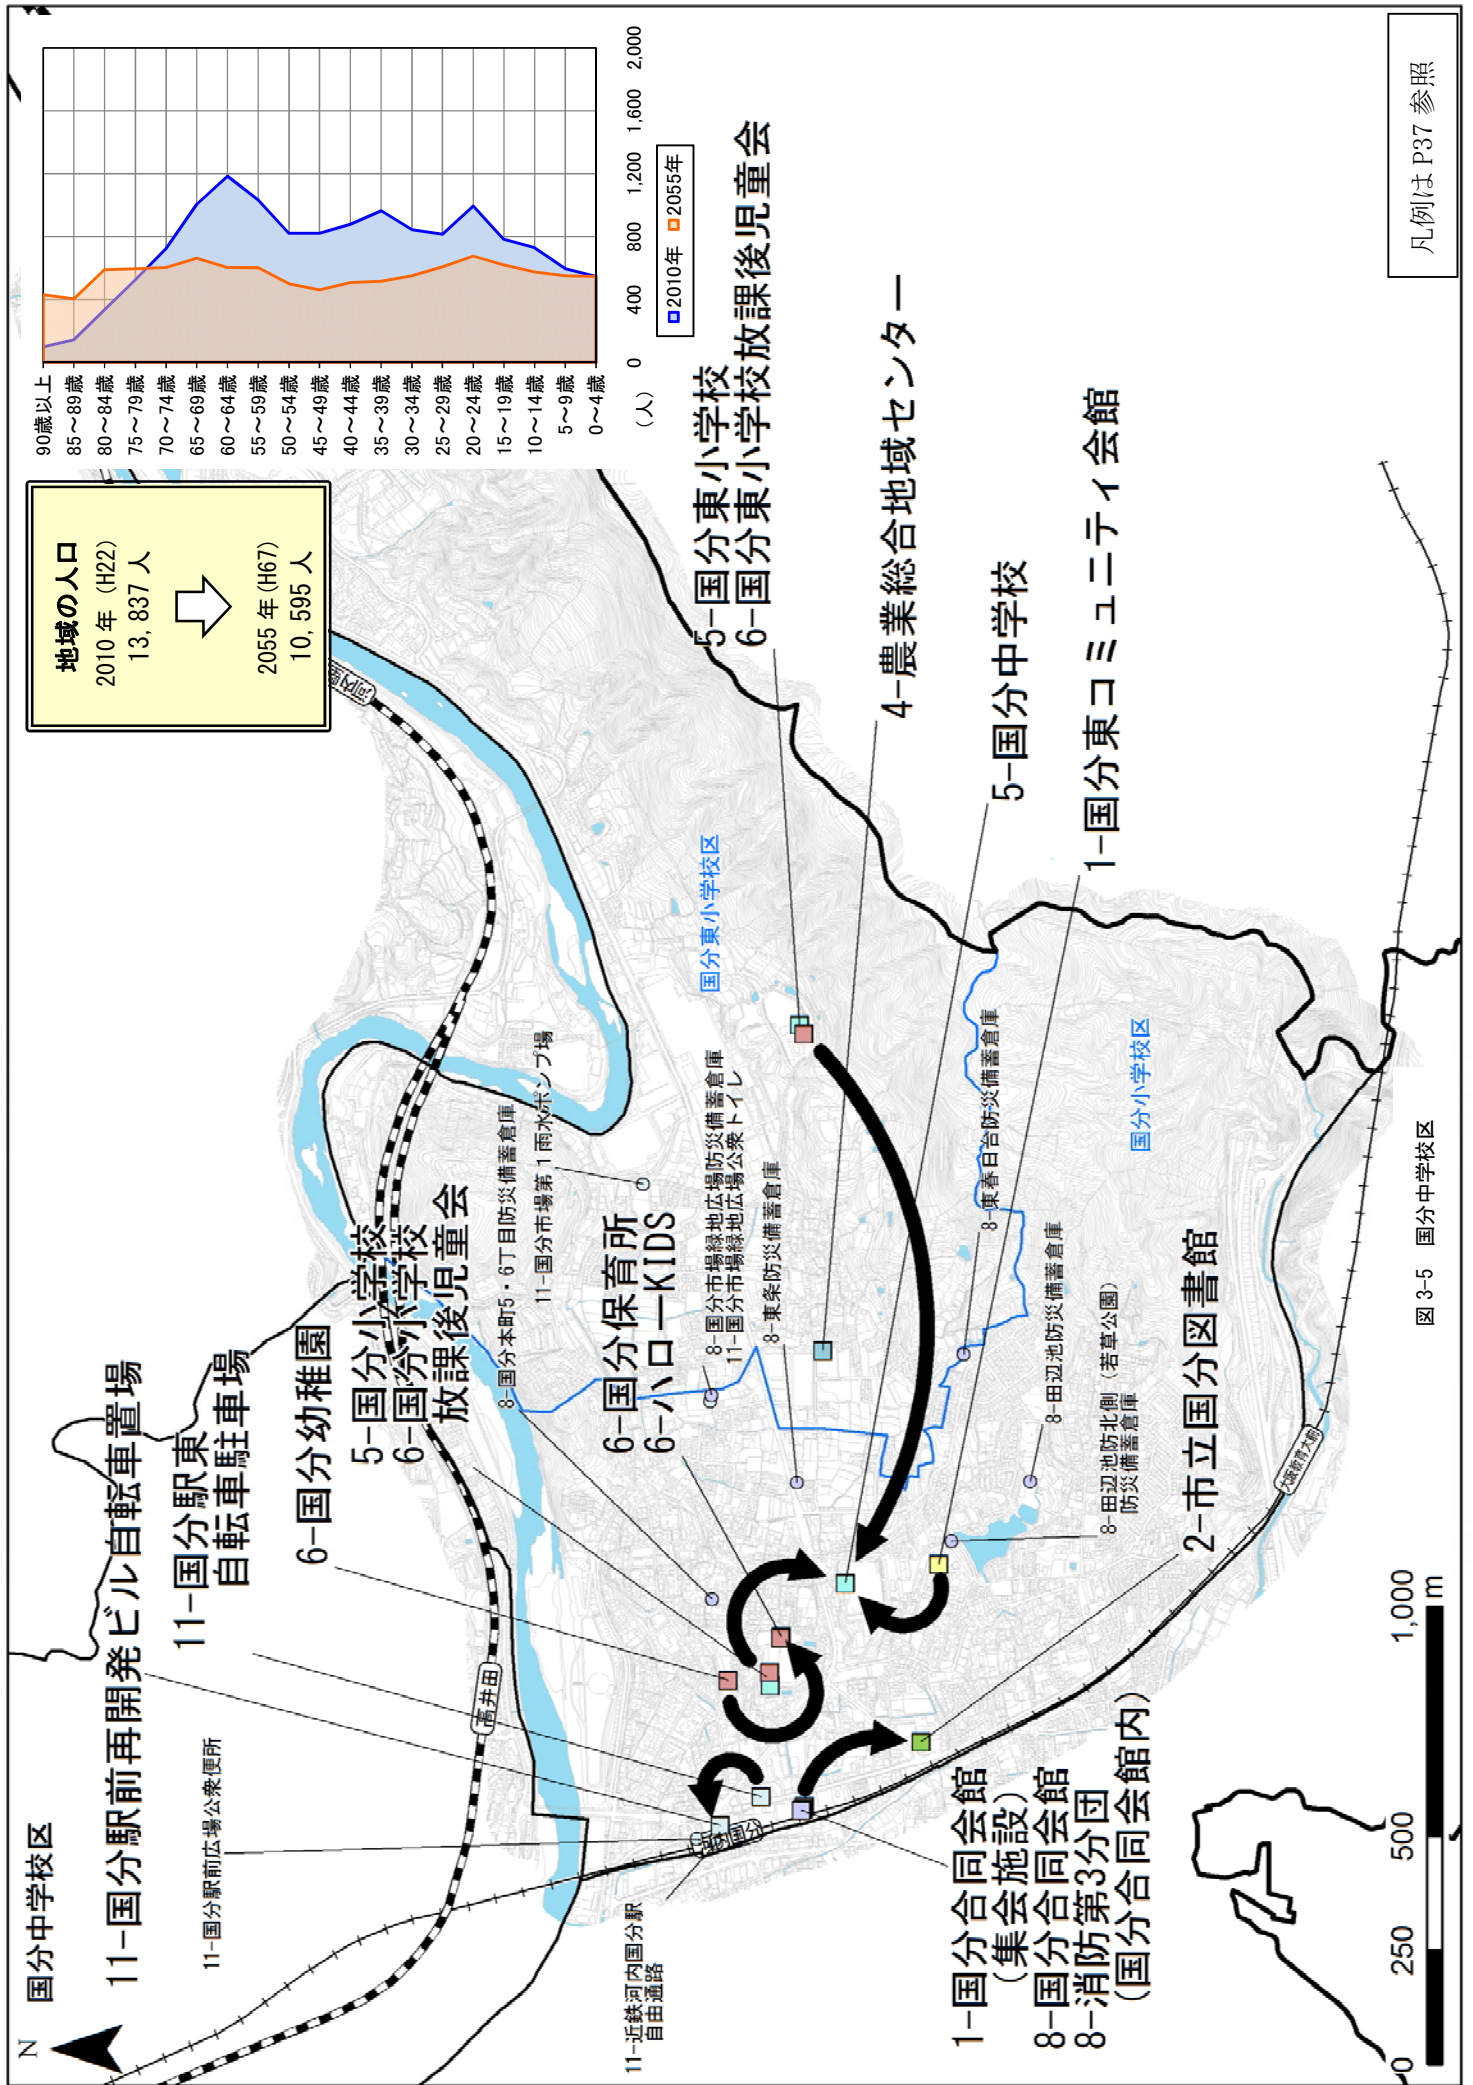 国分中学校区
N
11-国分駅前再開発ビル自転車置場
11-国分駅東
自転車駐車場
11-国分駅前広場公衆便所
6-国分幼稚園
5-国分小学校
6-国分小学校
放課後児童会
8-国分本町5・6丁目防災備蓄倉庫
11-国分市場第1雨水ポンプ場
6-国分保育所
6-ハローKIDS
8-国分市場緑地広場防災備蓄倉庫
11-国分市場緑地広場公衆トイレ
8-東条防災備蓄倉庫
地域の人口
2010年 (H22)
13,837人
2055年(H67)
10,595人
90歳以上
85～89歳
80～84歳
75～79歳
70～74歳
65～69歳
60～64歳
55～59歳
50～54歳
45～49歳
40～44歳
35～39歳
30～34歳
25～29歳
20～24歳
15～19歳
10～14歳
5～9歳
0～4歳
(人)
0 400 800 1,200 1,600 2,000
2010年 2055年
5-国分東小学校
6-国分東小学校放課後児童会
4-農業総合地域センター
5-国分中学校
1-国分東コミュニティ会館
国分東小学校区
国分小学校区
8-東春日台防災備蓄倉庫
8-田辺池防災備蓄倉庫
8-田辺池防北側（若草公園）
防災備蓄倉庫
2-市立国分図書館
高井田
河内国分
大阪教育大前
11-近鉄河内国分駅
自由通路
1-国分合同会館
(集会施設)
8-国分合同会館
8-消防第3分団
(国分合同会館内)
0 250 500 1,000
m
図3-5 国分中学校区
凡例はP37参照